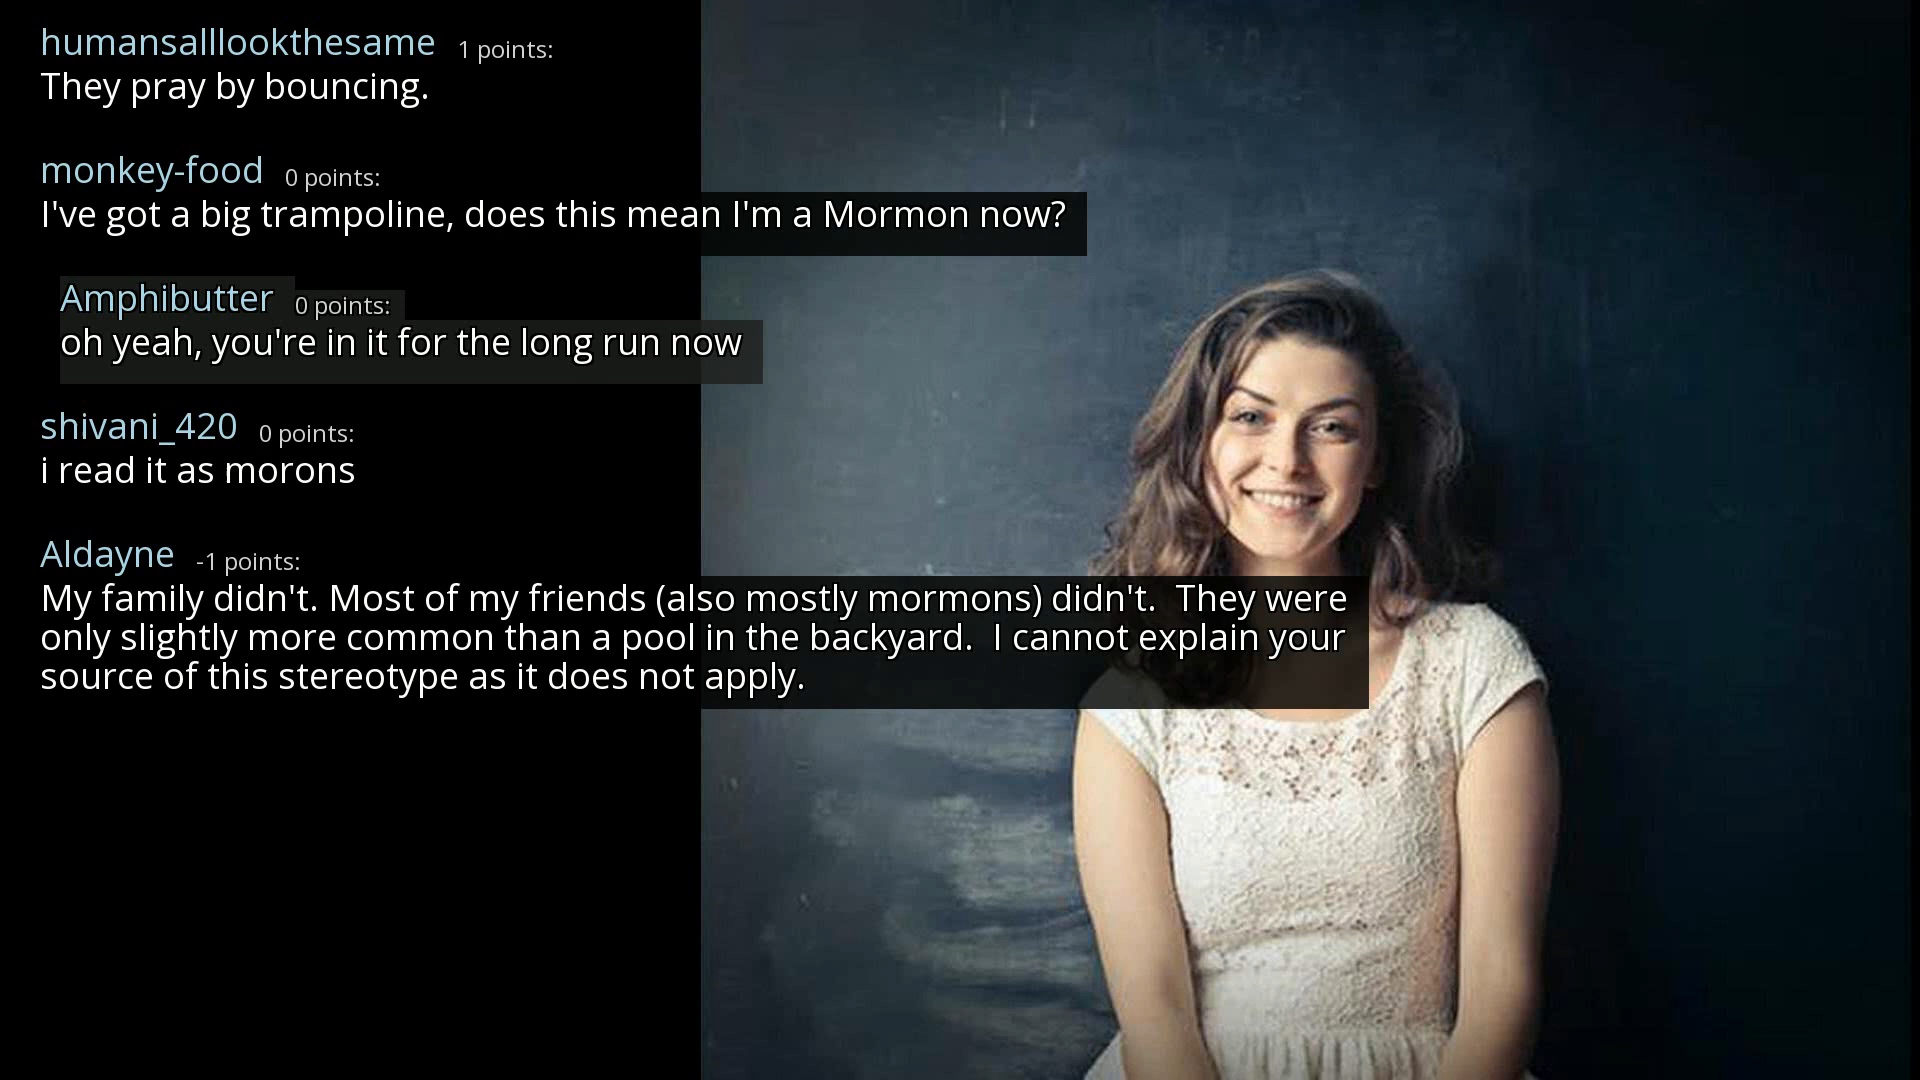 humansalllookthesame 1 points:
They pray by bouncing.
monkey-food 0 points:
I've got a big trampoline, does this mean I'm a Mormon now?
Amphibutter 0 points:
oh yeah, you're in it for the long run now
shivani_420 0 points:
i read it as morons
Aldayne -1 points:
My family didn't. Most of my friends (also mostly mormons) didn't.  They were
only slightly more common than a pool in the backyard.  I cannot explain your
source of this stereotype as it does not apply.